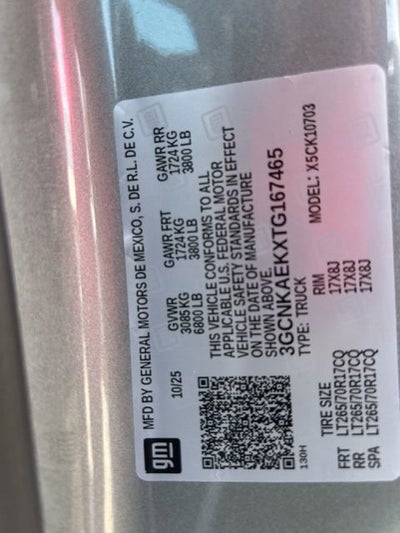 gm
MFD BY GENERAL MOTORS DE MEXICO, S. DE R.L. DE C.V.
10/25
GVWR GAWR FRT GAWR RR
3085 KG 1724 KG 1724 KG
6800 LB 3800 LB 3800 LB
THIS VEHICLE CONFORMS TO ALL
APPLICABLE U.S. FEDERAL MOTOR
VEHICLE SAFETY STANDARDS IN EFFECT
ON THE DATE OF MANUFACTURE
SHOWN ABOVE.
3GCNKAEKXTG167465
TYPE: TRUCK MODEL: X5CK10703
130H
TIRE SIZE RIM
FRT LT265/70R17CQ 17X8J
RR LT265/70R17CQ 17X8J
SPA LT265/70R17CQ 17X8J